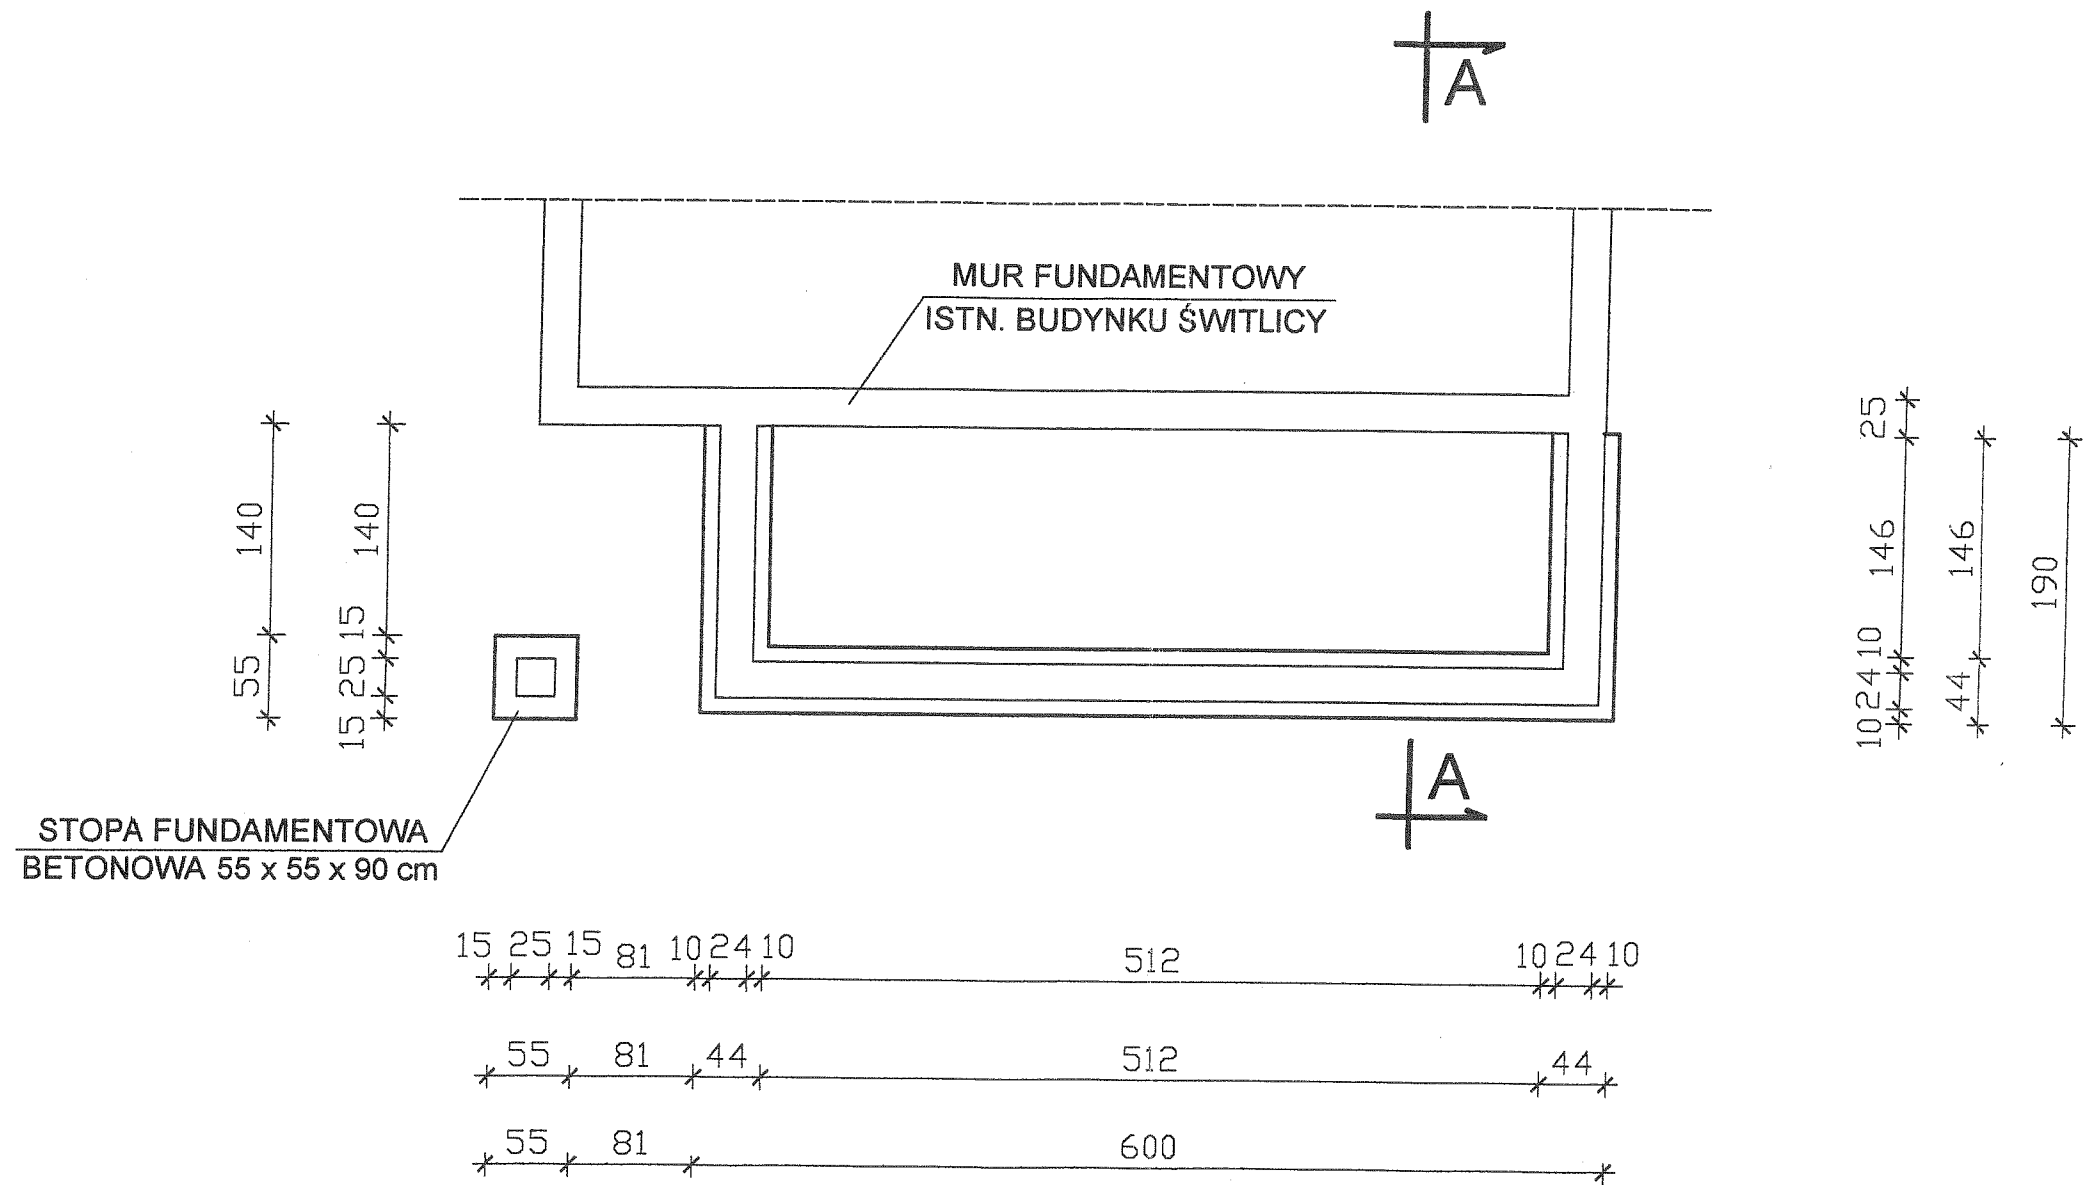 A
MUR FUNDAMENTOWY
ISTN. BUDYNKU ŚWITLICY
140
55
140
15
25
15
25
146
10
24
10
146
44
190
A
STOPA FUNDAMENTOWA
BETONOWA 55 x 55 x 90 cm
15 25 15 81 10 24 10 512 10 24 10
55 81 44 512 44
55 81 600